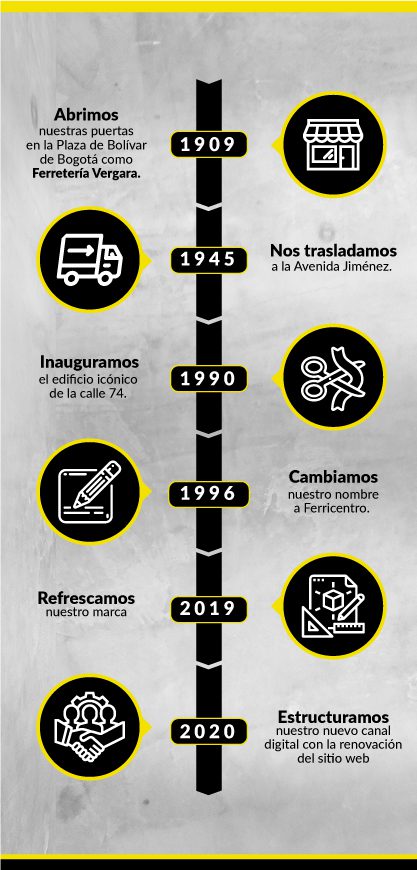 Abrimos
nuestras puertas
en la Plaza de Bolívar
de Bogotá como
Ferretería Vergara.
1909
1945
Nos trasladamos
a la Avenida Jiménez.
Inauguramos
el edificio icónico
de la calle 74.
1990
1996
Cambiamos
nuestro nombre
a Ferricentro.
Refrescamos
nuestro marca
2019
2020
Estructuramos
nuestro nuevo canal
digital con la renovación
del sitio web